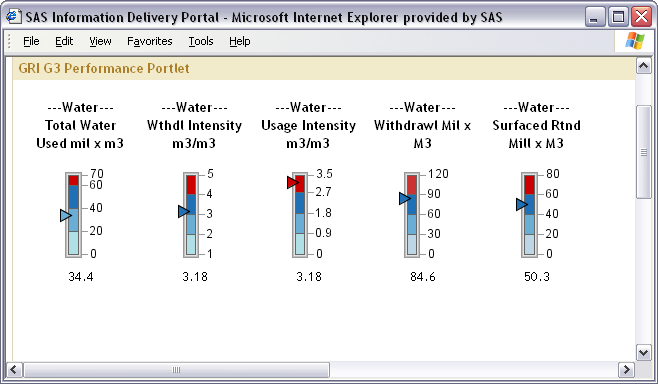 SAS Information Delivery Portal - Microsoft Internet Explorer provided by SAS
File View Edit Favorites Tools Help
GRI G3 Performance Portlet
---Water---
Total Water
Used mil x m3
70
60
40
20
0
34.4
---Water---
Wthdl Intensity
m3/m3
5
4
3
2
1
3.18
---Water---
Usage Intensity
m3/m3
3.5
2.7
1.8
0.9
0
3.18
---Water---
Withdrawl Mil x
M3
120
90
60
30
0
84.6
---Water---
Surfaced Rtnd
Mill x M3
80
60
40
20
0
50.3